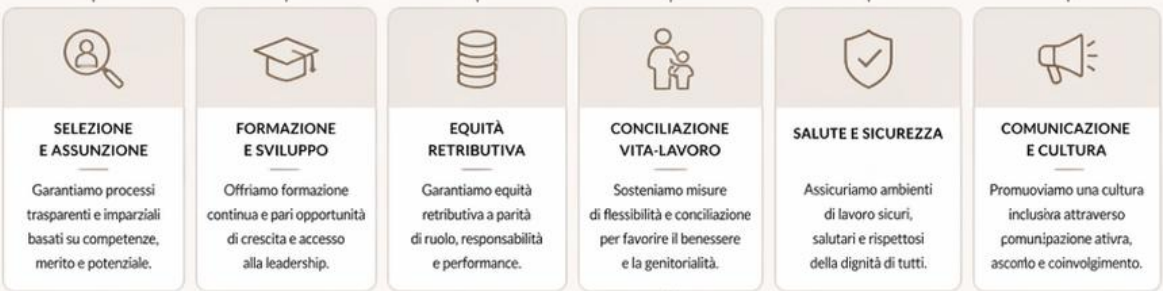 SELEZIONE
E ASSUNZIONE
Garantiamo processi
trasparenti e imparziali
basati su competenze,
merito e potenziale.
FORMAZIONE
E SVILUPPO
Offriamo formazione
continua e pari opportunità
di crescita e accesso
alla leadership.
EQUITÀ
RETRIBUTIVA
Garantiamo equità
retributiva a parità
di ruolo, responsabilità
e performance.
CONCILIAZIONE
VITA-LAVORO
Sosteniamo misure
di flessibilità e conciliazione
per favorire il benessere
e la genitorialità.
SALUTE E SICUREZZA
Assicuriamo ambienti
di lavoro sicuri,
salutari e rispettosi
della dignità di tutti.
COMUNICAZIONE
E CULTURA
Promuoviamo una cultura
inclusiva attraverso
e coinvolgimento.